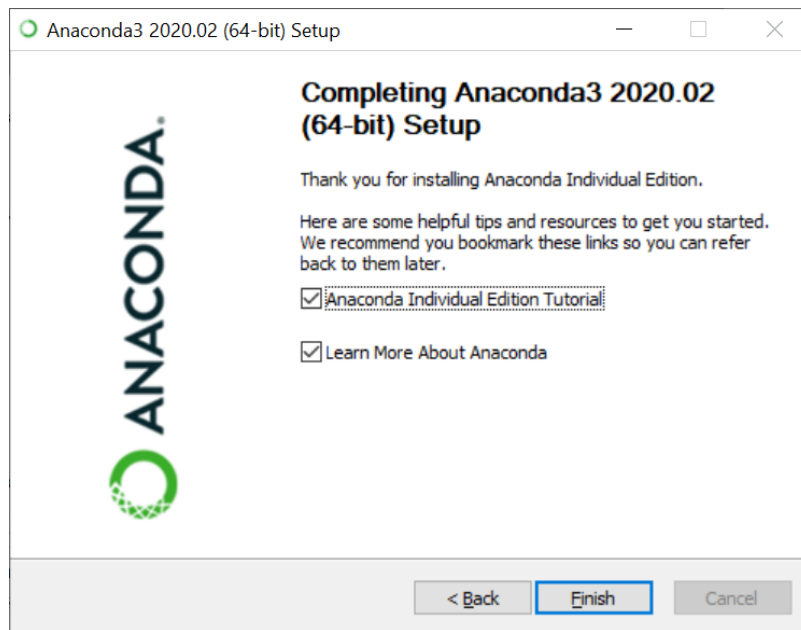 Anaconda3 2020.02 (64-bit) Setup
Completing Anaconda3 2020.02
(64-bit) Setup
Thank you for installing Anaconda Individual Edition.
Here are some helpful tips and resources to get you started.
We recommend you bookmark these links so you can refer
back to them later.
Anaconda Individual Edition Tutorial
Learn More About Anaconda
ANACONDA.
< Back
Finish
Cancel